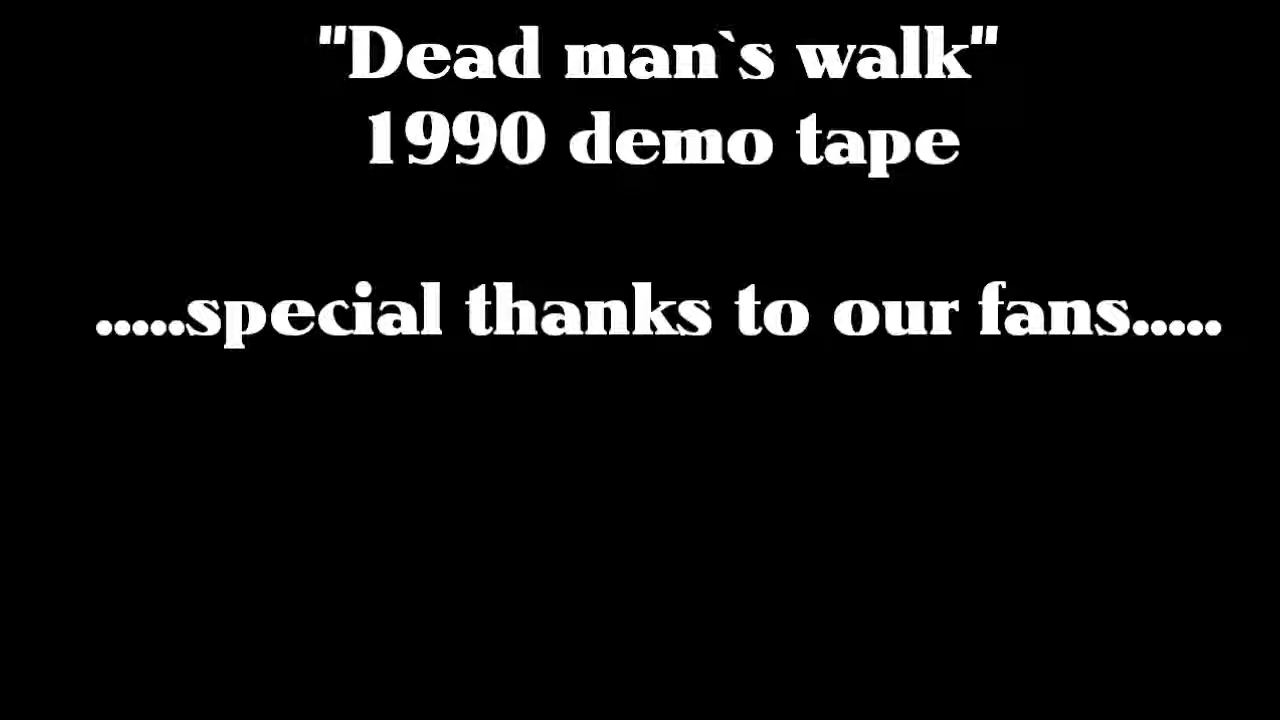 "Dead man`s walk"
1990 demo tape
.....special thanks to our fans.....